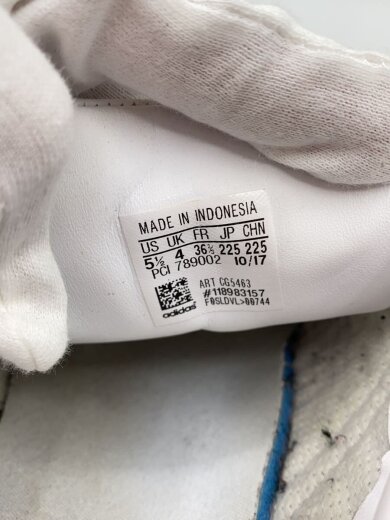 MADE IN INDONESIA
US UK FR JP CHN
5½ 4 36⅔ 225 225
PCI 789002 10/17
ART CG5463
#118983157
F0SLDVL>00744
adidas